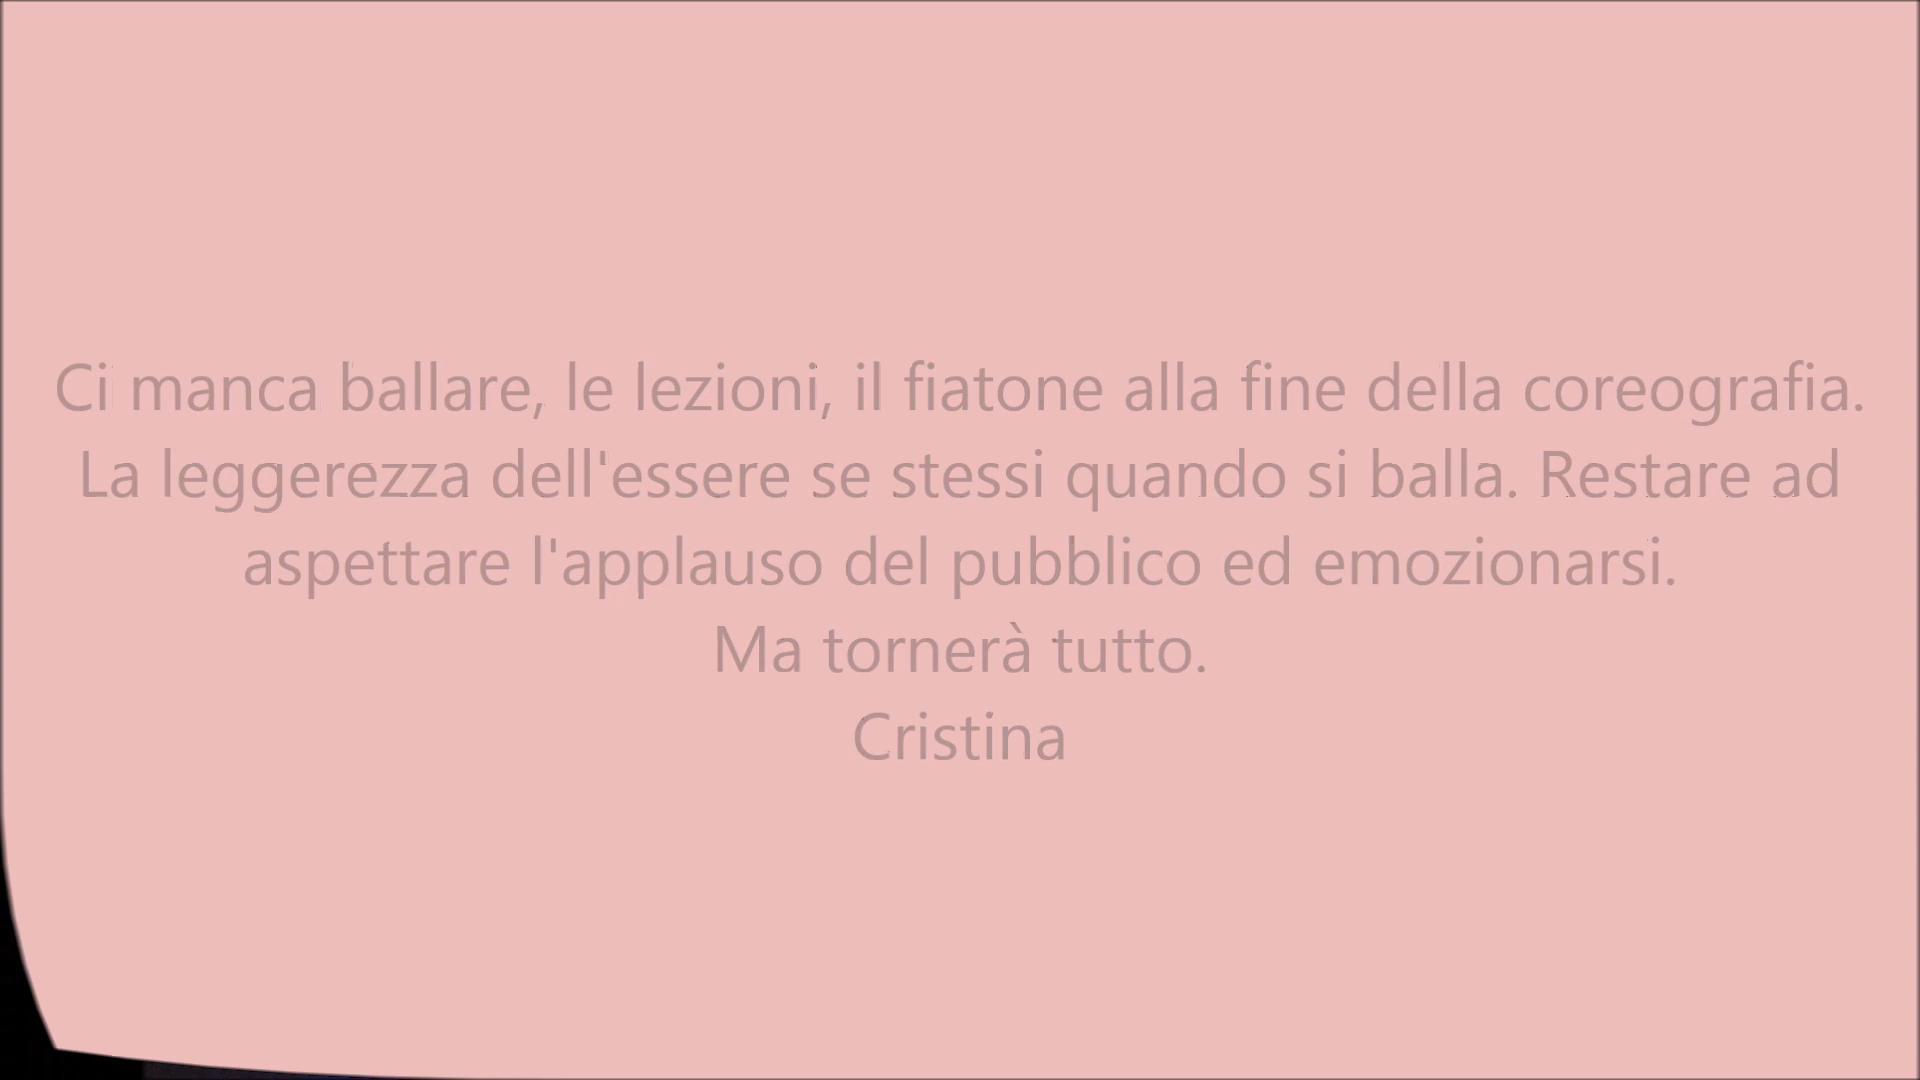 Ci manca ballare, le lezioni, il fiatone alla fine della coreografia.
La leggerezza dell'essere se stessi quando si balla. Restare ad
aspettare l'applauso del pubblico ed emozionarsi.
Ma tornerà tutto.
Cristina